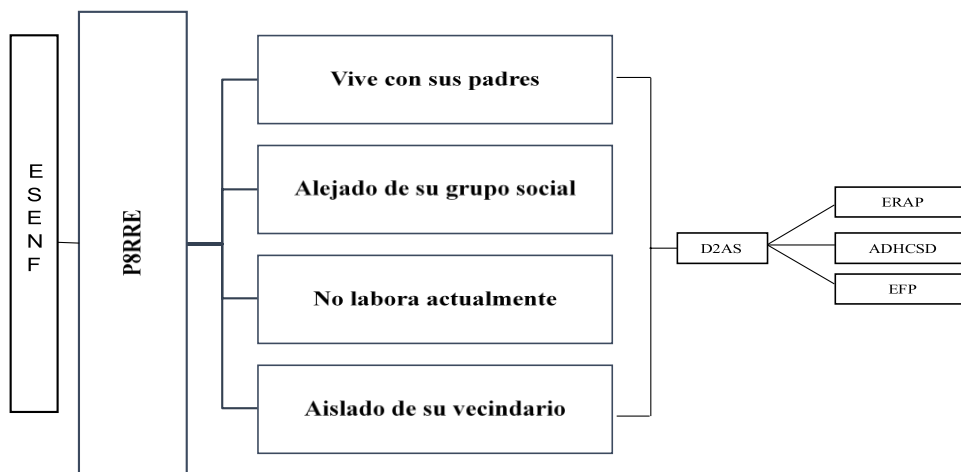 ESENF
P8RRE
Vive con sus padres
Alejado de su grupo social
No labora actualmente
Aislado de su vecindario
D2AS
ERAP
ADHCSD
EFP